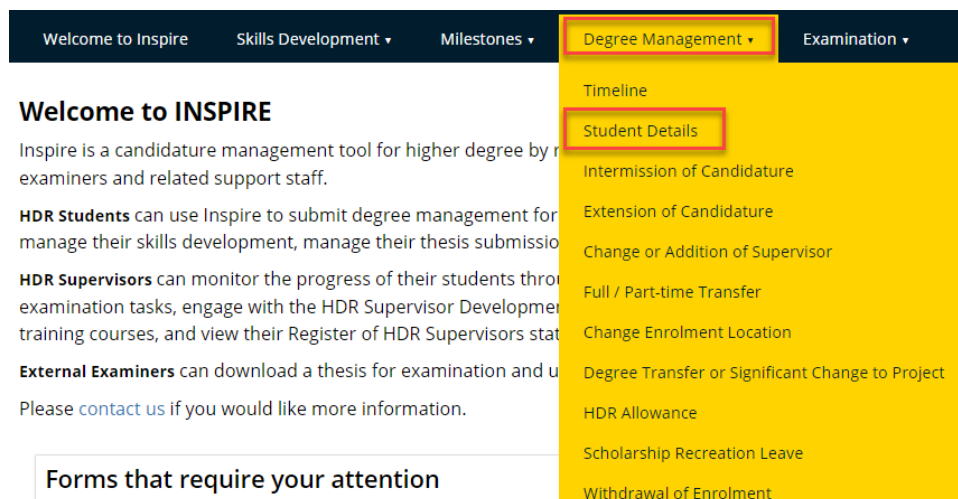 Welcome to Inspire Skills Development ▾ Milestones ▾ Degree Management ▾ Examination ▾
Welcome to INSPIRE
Inspire is a candidature management tool for higher degree by
examiners and related support staff.
HDR Students can use Inspire to submit degree management for
manage their skills development, manage their thesis
HDR Supervisors can monitor the progress of their students
examination tasks, engage with the HDR Supervisor
training courses, and view their Register of HDR Supervisors
External Examiners can download a thesis for examination and
Please contact us if you would like more information.
Forms that require your attention
Timeline
Student Details
Intermission of Candidature
Extension of Candidature
Change or Addition of Supervisor
Full / Part-time Transfer
Change Enrolment Location
Degree Transfer or Significant Change to Project
HDR Allowance
Scholarship Recreation Leave
Withdrawal of Enrolment